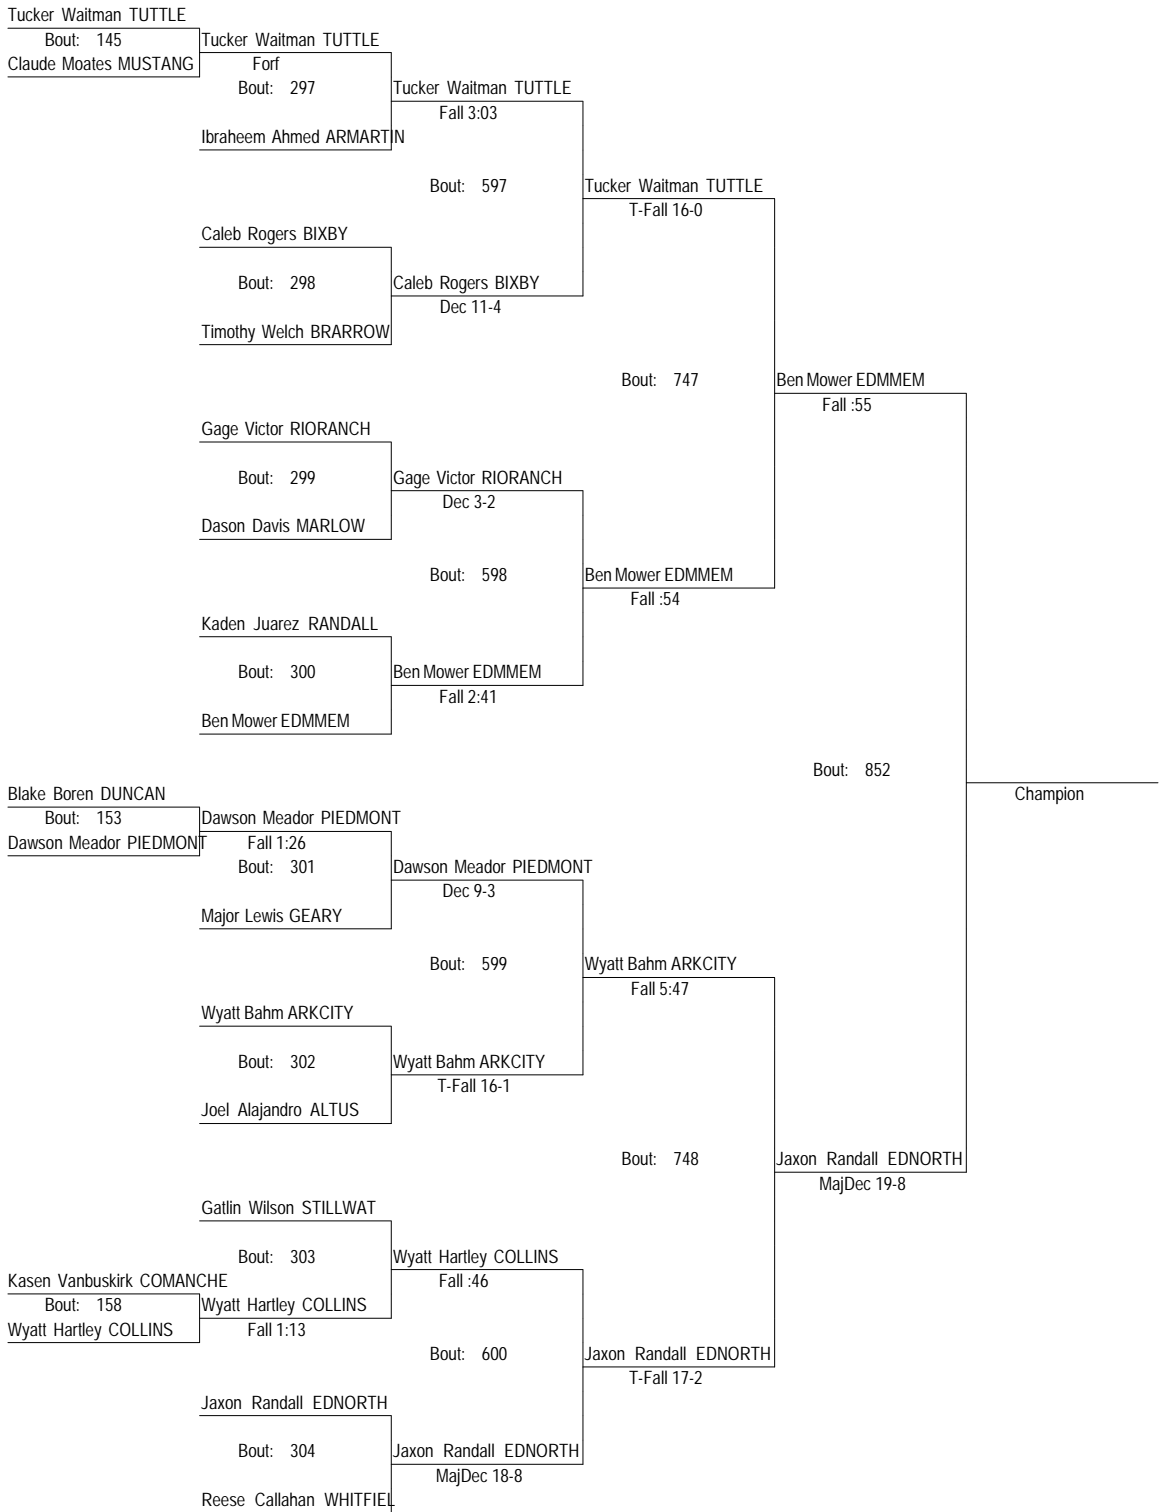 Tucker Waitman TUTTLE
Bout: 145
Claude Moates MUSTANG
Tucker Waitman TUTTLE
Forf
Bout: 297
Ibraheem Ahmed ARMARTIN
Tucker Waitman TUTTLE
Fall 3:03
Bout: 597
Caleb Rogers BIXBY
Bout: 298
Timothy Welch BRARROW
Caleb Rogers BIXBY
Dec 11-4
Tucker Waitman TUTTLE
T-Fall 16-0
Bout: 747
Gage Victor RIORANCH
Bout: 299
Dason Davis MARLOW
Gage Victor RIORANCH
Dec 3-2
Bout: 598
Kaden Juarez RANDALL
Bout: 300
Ben Mower EDMMEM
Ben Mower EDMMEM
Fall 2:41
Ben Mower EDMMEM
Fall :54
Ben Mower EDMMEM
Fall :55
Bout: 852
Champion
Blake Boren DUNCAN
Bout: 153
Dawson Meador PIEDMONT
Dawson Meador PIEDMONT
Fall 1:26
Bout: 301
Major Lewis GEARY
Dawson Meador PIEDMONT
Dec 9-3
Bout: 599
Wyatt Bahm ARKCITY
Bout: 302
Joel Alajandro ALTUS
Wyatt Bahm ARKCITY
T-Fall 16-1
Wyatt Bahm ARKCITY
Fall 5:47
Bout: 748
Gatlin Wilson STILLWAT
Bout: 303
Kasen Vanbuskirk COMANCHE
Bout: 158
Wyatt Hartley COLLINS
Wyatt Hartley COLLINS
Fall 1:13
Wyatt Hartley COLLINS
Fall :46
Bout: 600
Jaxon Randall EDNORTH
Bout: 304
Reese Callahan WHITFIEL
Jaxon Randall EDNORTH
MajDec 18-8
Jaxon Randall EDNORTH
T-Fall 17-2
Jaxon Randall EDNORTH
MajDec 19-8